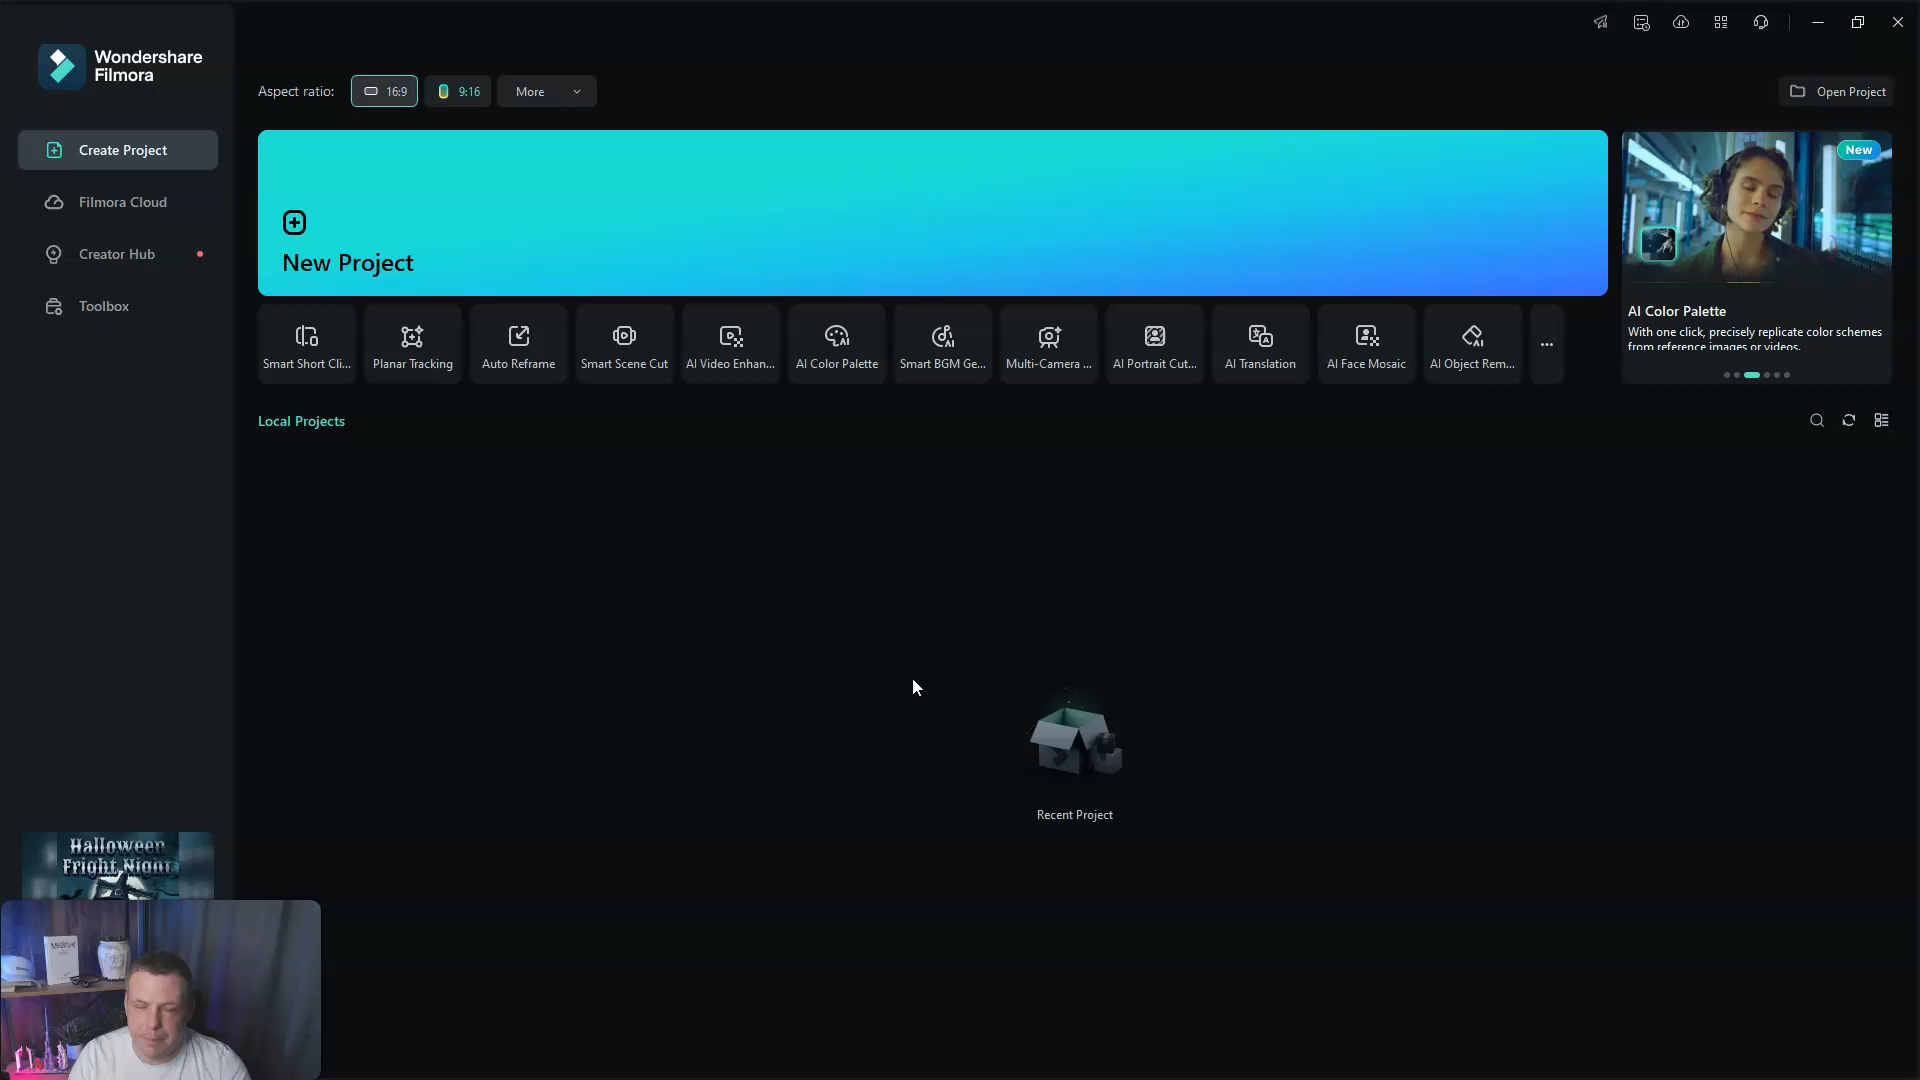 Wondershare
Filmora
Aspect ratio:
16:9
9:16
More
Open Project
Create Project
Filmora Cloud
Creator Hub
Toolbox
New Project
New
AI Color Palette
With one click, precisely replicate color schemes
from reference images or videos.
Smart Short Cli...
Planar Tracking
Auto Reframe
Smart Scene Cut
AI Video Enhan...
AI Color Palette
Smart BGM Ge...
Multi-Camera ...
AI Portrait Cut...
AI Translation
AI Face Mosaic
AI Object Rem...
...
Local Projects
Recent Project
Halloween
Fright Night